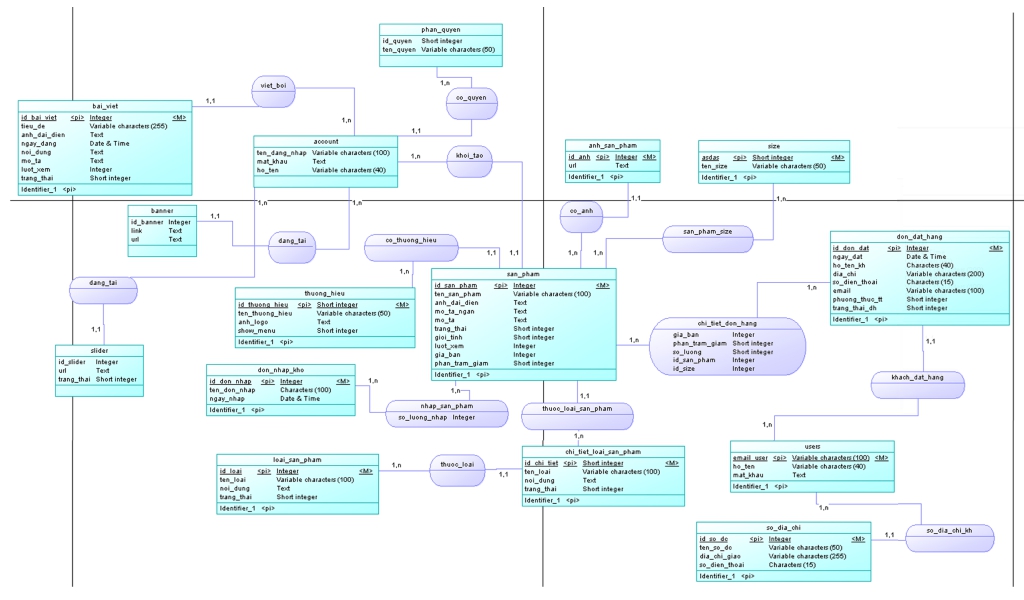 phan_quyen
id_quyen Short integer
ten_quyen Variable characters (50)
1,n
viet_boi
1,1
co_quyen
bai_viet
id_bai_viet <pi> Integer <M>
tieu_de Variable characters (255)
anh_dai_dien Text
ngay_dang Date & Time
noi_dung Text
mo_ta Text
luot_xem Integer
trang_thai Short integer
Identifier_1 <pi>
1,n
1,1
account
ten_dang_nhap Variable characters (100)
mat_khau Text
ho_ten Variable characters (40)
1,n
khoi_tao
anh_san_pham
id_anh <pi> Integer <M>
url Text
Identifier_1 <pi>
size
asdas <pi> Short integer <M>
ten_size Variable characters (50)
Identifier_1 <pi>
1,n
1,n
1,1
1,n
banner
id_banner Integer
link Text
url Text
1,1
dang_tai
co_thuong_hieu
1,n
1,1
1,1
co_anh
1,n
1,n
san_pham_size
don_dat_hang
id_don_dat <pi> Integer <M>
ngay_dat Date & Time
ho_ten_kh Characters (40)
dia_chi Variable characters (200)
so_dien_thoai Characters (15)
email Variable characters (100)
phuong_thuc_tt Short integer
trang_thai_dh Short integer
Identifier_1 <pi>
1,n
dang_tai
1,1
thuong_hieu
id_thuong_hieu <pi> Short integer <M>
ten_thuong_hieu Variable characters (50)
anh_logo Text
show_menu Short integer
Identifier_1 <pi>
san_pham
id_san_pham <pi> Integer <M>
ten_san_pham Variable characters (100)
anh_dai_dien Text
mo_ta_ngan Text
mo_ta Text
trang_thai Short integer
gioi_tinh Short integer
luot_xem Integer
gia_ban Integer
phan_tram_giam Short integer
Identifier_1 <pi>
1,n
chi_tiet_don_hang
gia_ban Integer
phan_tram_giam Short integer
so_luong Short integer
id_san_pham Integer
id_size Integer
1,1
slider
id_slider Integer
url Text
trang_thai Short integer
don_nhap_kho
id_don_nhap <pi> Integer <M>
ten_don_nhap Characters (100)
ngay_nhap Date & Time
Identifier_1 <pi>
1,n
1,n
1,1
nhap_san_pham
so_luong_nhap Integer
thuoc_loai_san_pham
1,n
khach_dat_hang
1,n
loai_san_pham
id_loai <pi> Integer <M>
ten_loai Variable characters (100)
noi_dung Text
trang_thai Short integer
Identifier_1 <pi>
1,n
thuoc_loai
1,1
chi_tiet_loai_san_pham
id_chi_tiet <pi> Short integer <M>
ten_loai Variable characters (100)
noi_dung Text
trang_thai Short integer
Identifier_1 <pi>
users
email_user <pi> Variable characters (100) <M>
ho_ten Variable characters (40)
mat_khau Text
Identifier_1 <pi>
1,n
so_dia_chi
id_so_dc <pi> Integer <M>
ten_so_dc Variable characters (50)
dia_chi_giao Variable characters (255)
so_dien_thoai Characters (15)
Identifier_1 <pi>
1,1
so_dia_chi_kh